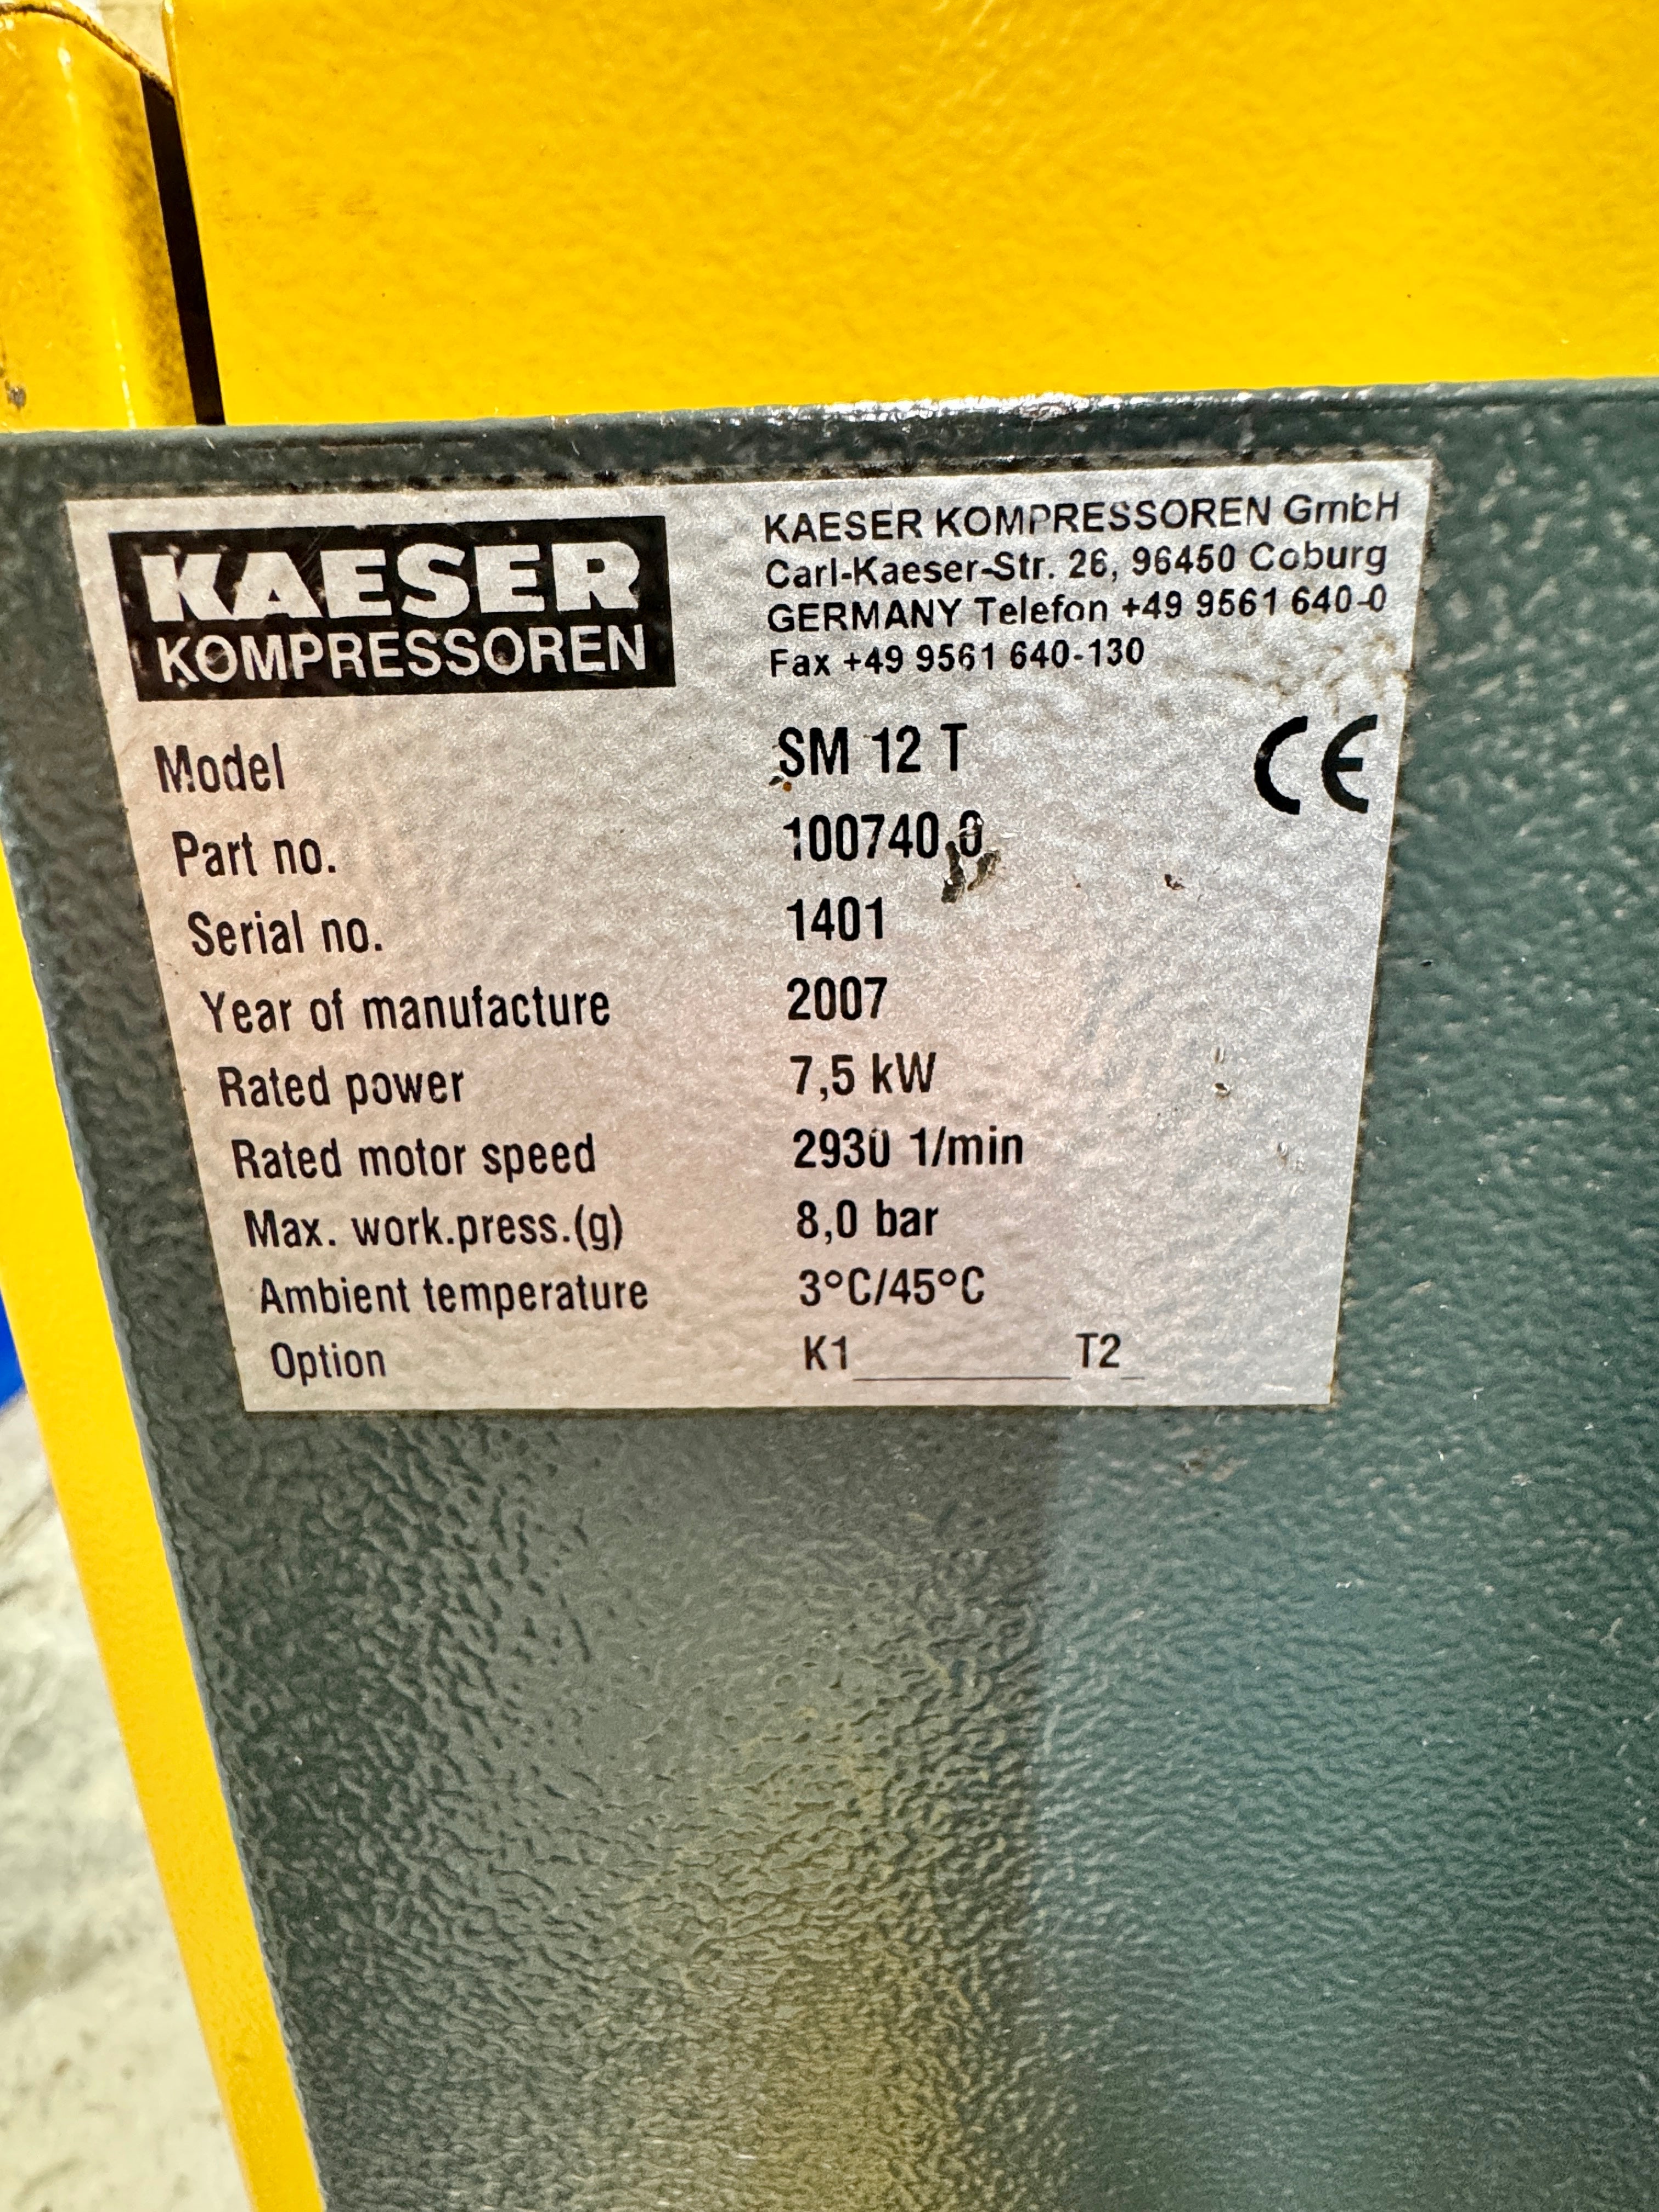 KAESER
KOMPRESSOREN
KAESER KOMPRESSOREN GmbH
Carl-Kaeser-Str. 26, 96450 Coburg
GERMANY Telefon +49 9561 640-0
Fax +49 9561 640-130
CE
Model SM 12 T
Part no. 100740.0
Serial no. 1401
Year of manufacture 2007
Rated power 7,5 kW
Rated motor speed 2930 1/min
Max. work.press.(g) 8,0 bar
Ambient temperature 3°C/45°C
Option K1________T2_